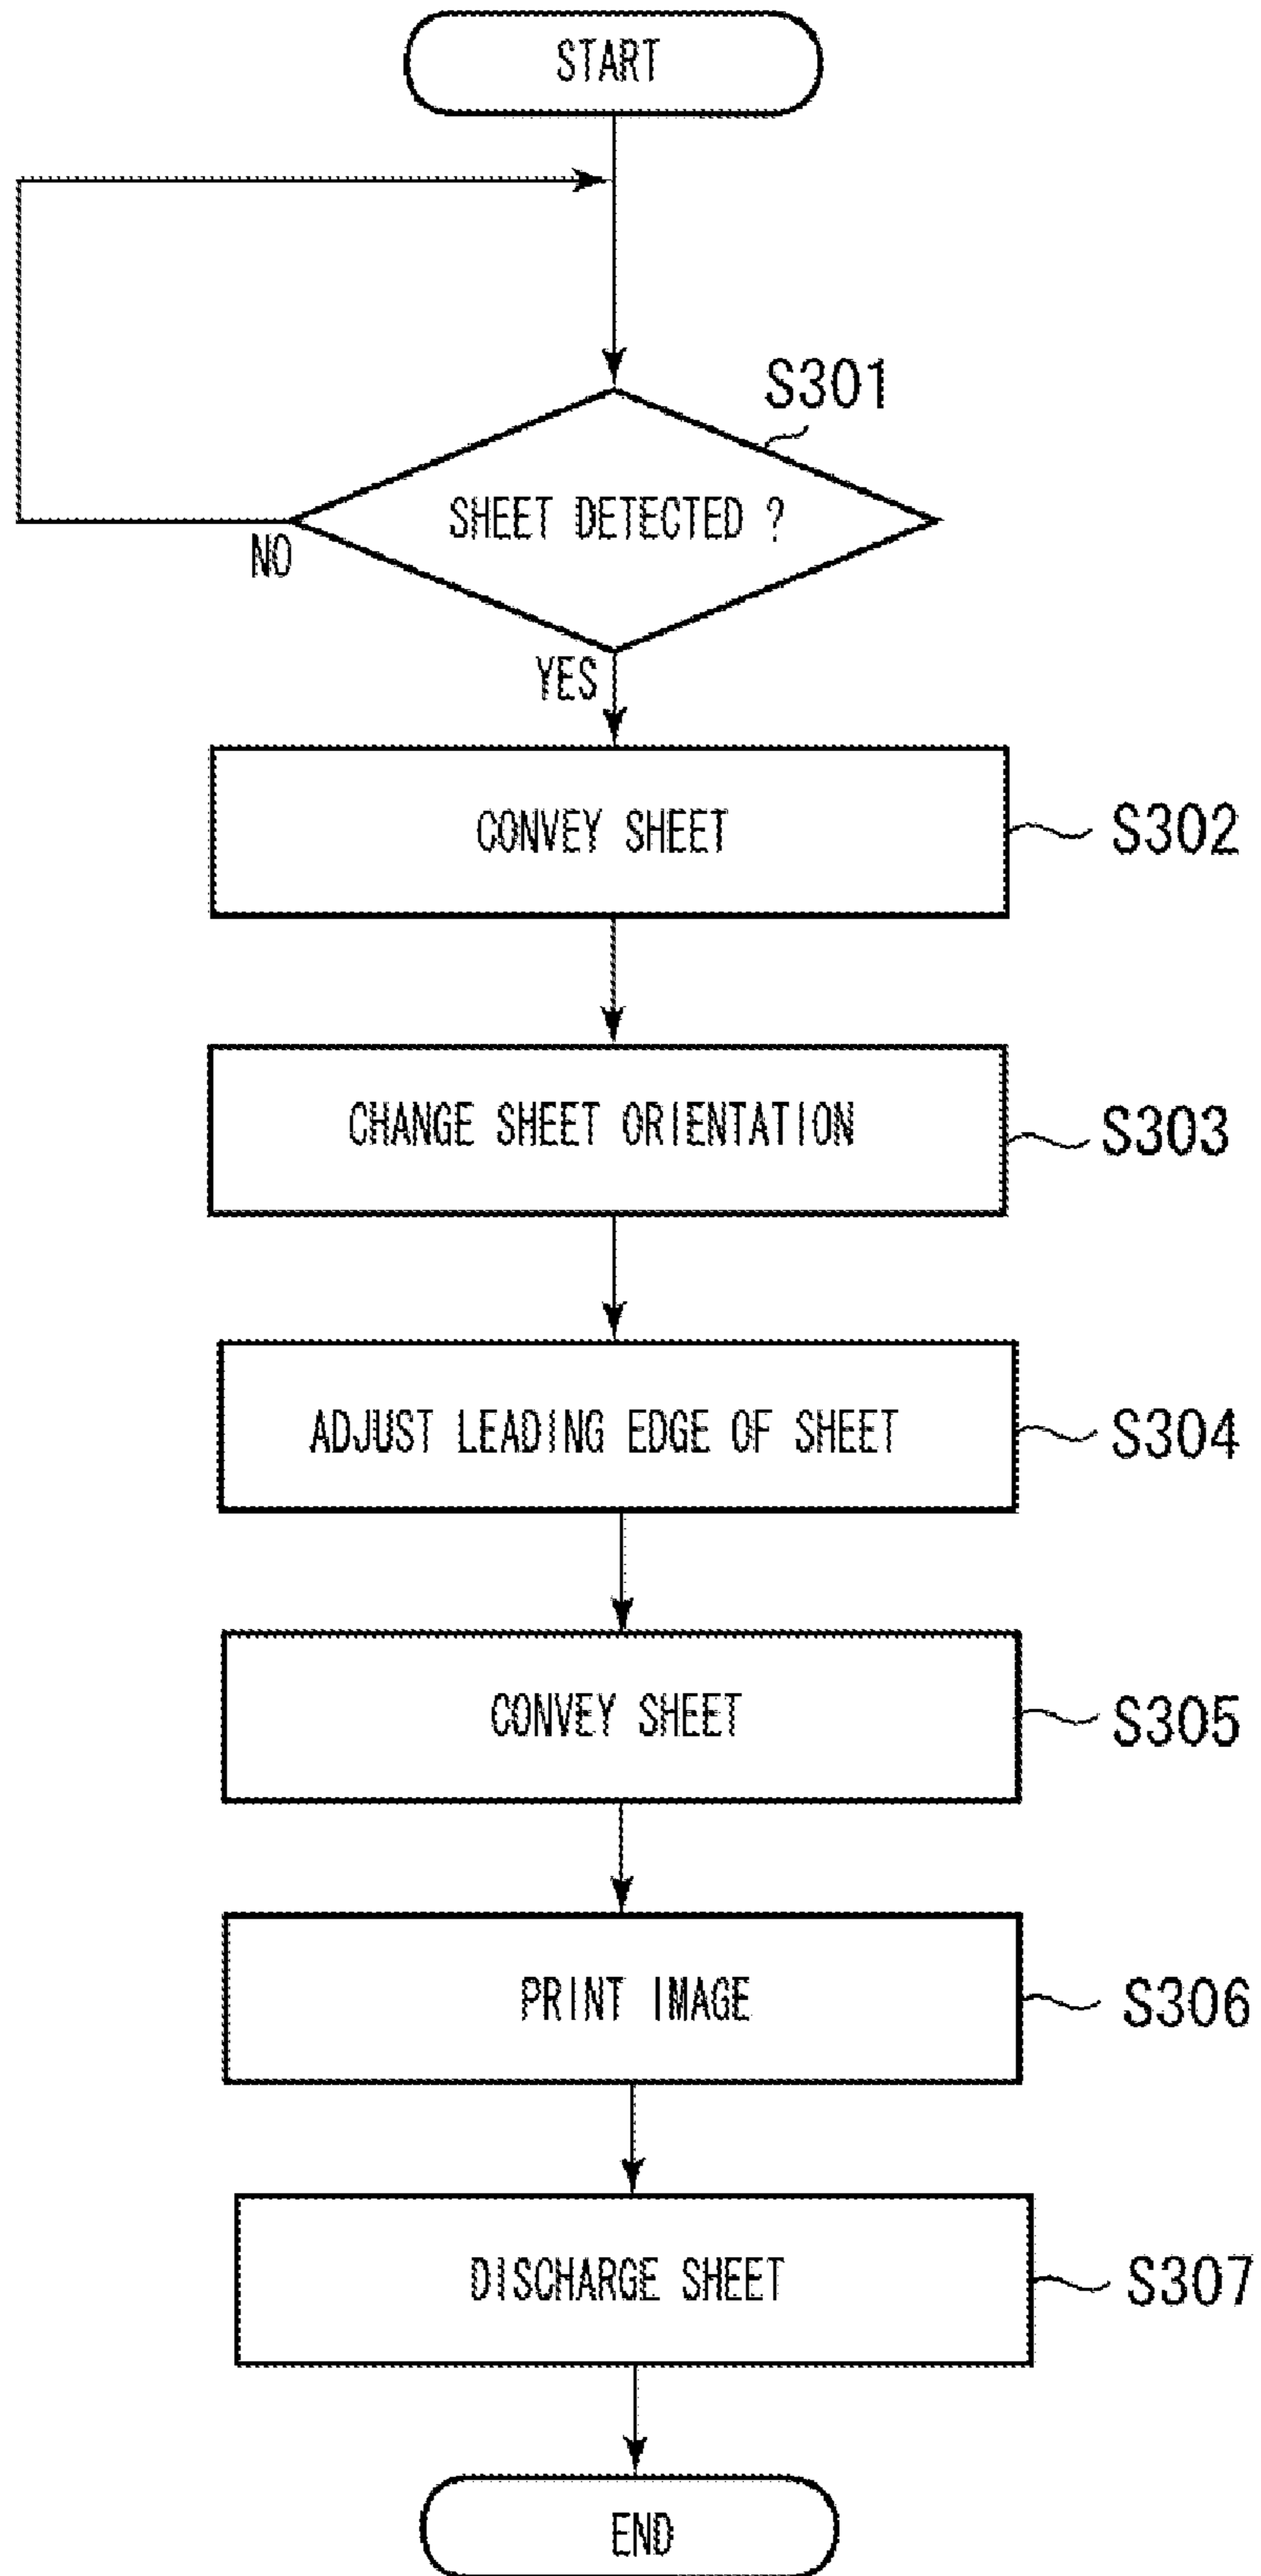 START
S301
SHEET DETECTED ?
NO
YES
CONVEY SHEET
S302
CHANGE SHEET ORIENTATION
S303
ADJUST LEADING EDGE OF SHEET
S304
CONVEY SHEET
S305
PRINT IMAGE
S306
DISCHARGE SHEET
S307
END